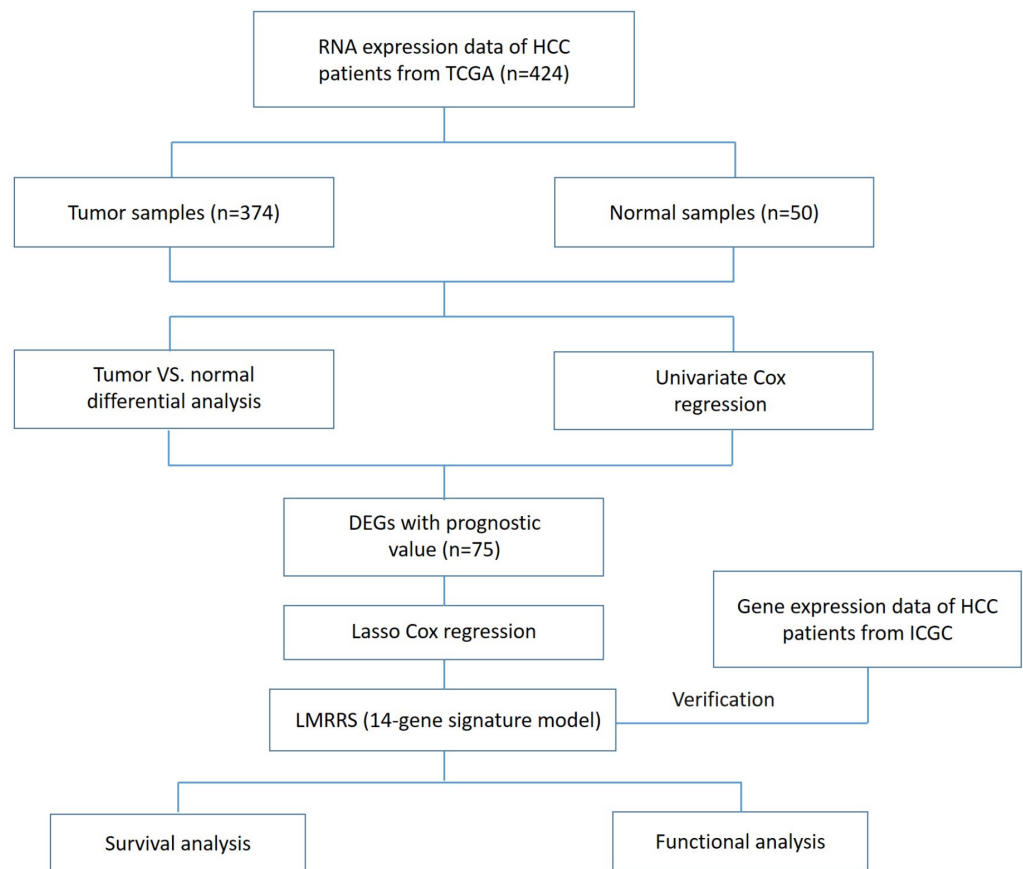 RNA expression data of HCC
patients from TCGA (n=424)
Tumor samples (n=374)
Normal samples (n=50)
Tumor VS. normal
differential analysis
Univariate Cox
regression
DEGs with prognostic
value (n=75)
Gene expression data of HCC
patients from ICGC
Lasso Cox regression
Verification
LMRRS (14-gene signature model)
Survival analysis
Functional analysis